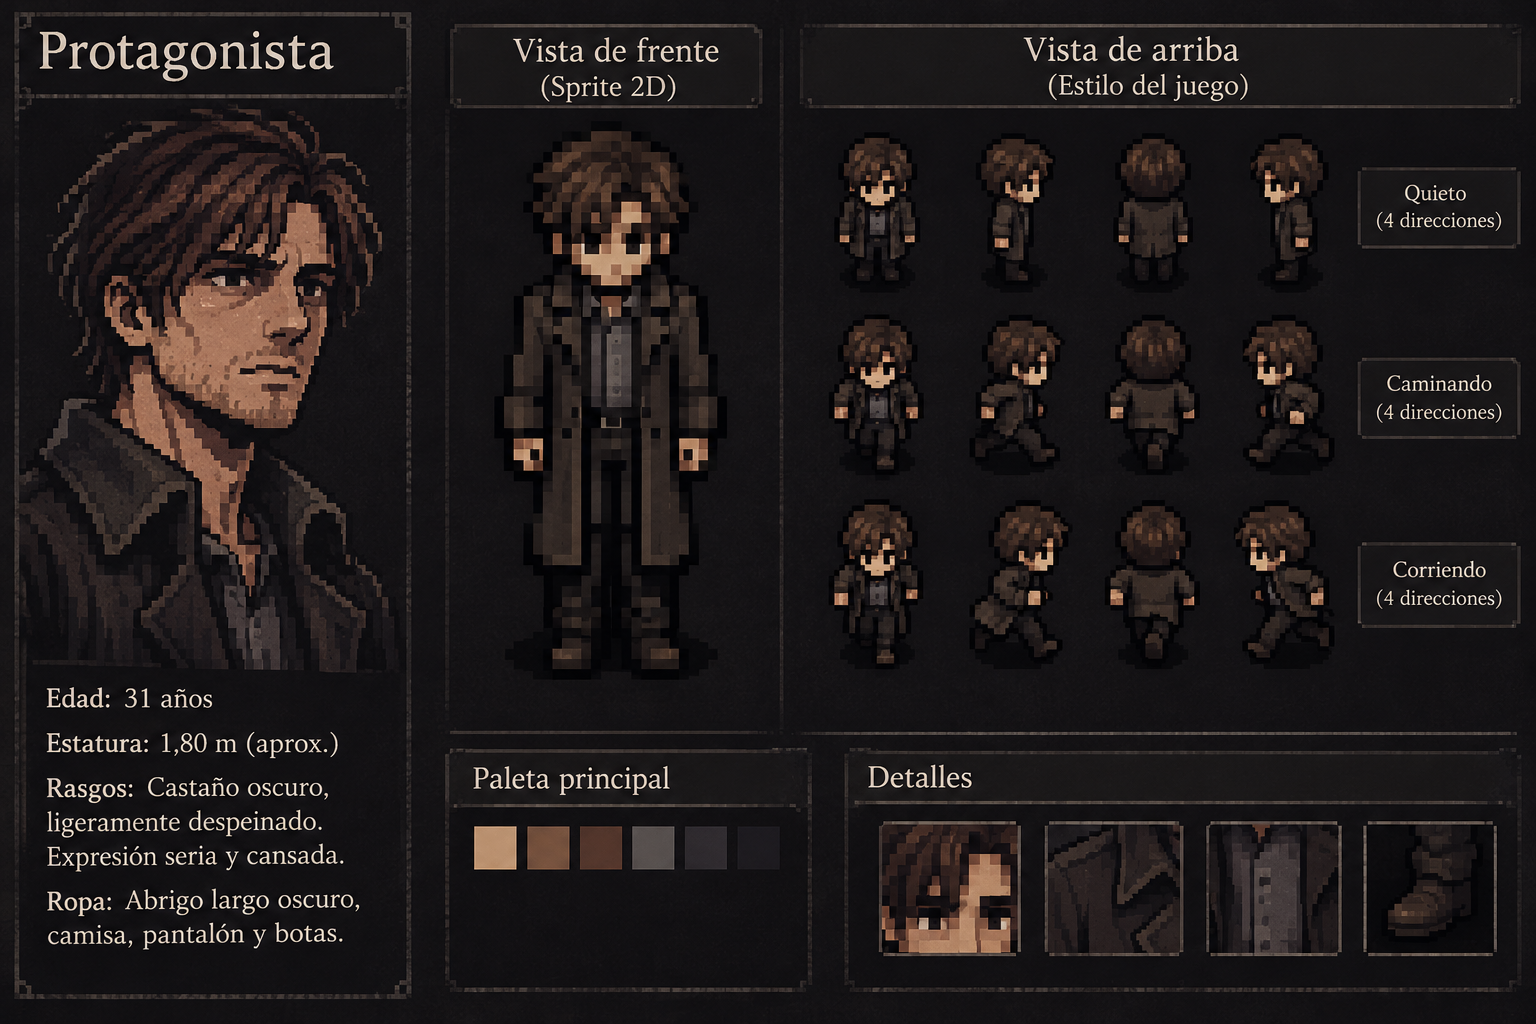 Protagonista
Edad: 31 años
Estatura: 1,80 m (aprox.)
Rasgos: Castaño oscuro,
ligeramente despeinado.
Expresión seria y cansada.
Ropa: Abrigo largo oscuro,
camisa, pantalón y botas.
Vista de frente
(Sprite 2D)
Vista de arriba
(Estilo del juego)
Quieto
(4 direcciones)
Caminando
(4 direcciones)
Corriendo
(4 direcciones)
Paleta principal
Detalles